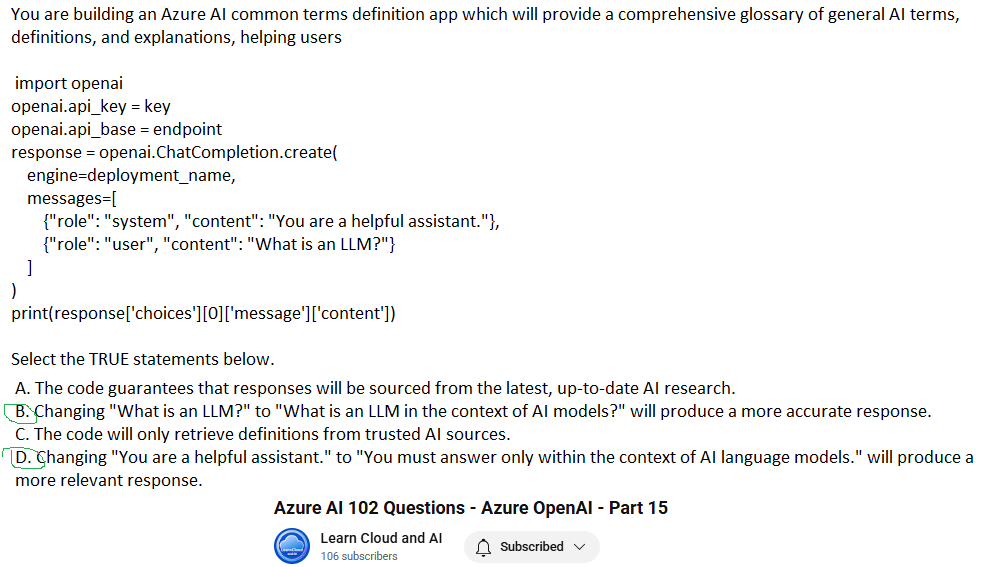 You are building an Azure AI common terms definition app which will provide a comprehensive glossary of general AI terms,
definitions, and explanations, helping users
import openai
openai.api_key = key
openai.api_base = endpoint
response = openai.ChatCompletion.create(
engine=deployment_name,
messages=[
{"role": "system", "content": "You are a helpful assistant."},
{"role": "user", "content": "What is an LLM?"}
]
)
print(response['choices'][0]['message']['content'])
Select the TRUE statements below.
A. The code guarantees that responses will be sourced from the latest, up-to-date AI research.
B. Changing "What is an LLM?" to "What is an LLM in the context of AI models?" will produce a more accurate response.
C. The code will only retrieve definitions from trusted AI sources.
D. Changing "You are a helpful assistant." to "You must answer only within the context of AI language models." will produce a
more relevant response.
Azure AI 102 Questions - Azure OpenAI - Part 15
Learn Cloud and AI
106 subscribers
Subscribed